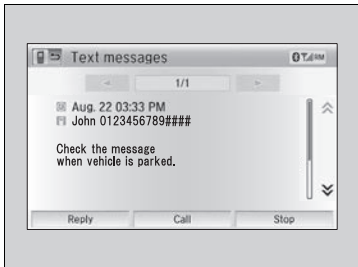 Text messages
1/1
Aug. 22 03:33 PM
John 0123456789####
Check the message
when vehicle is parked.
Reply Call Stop